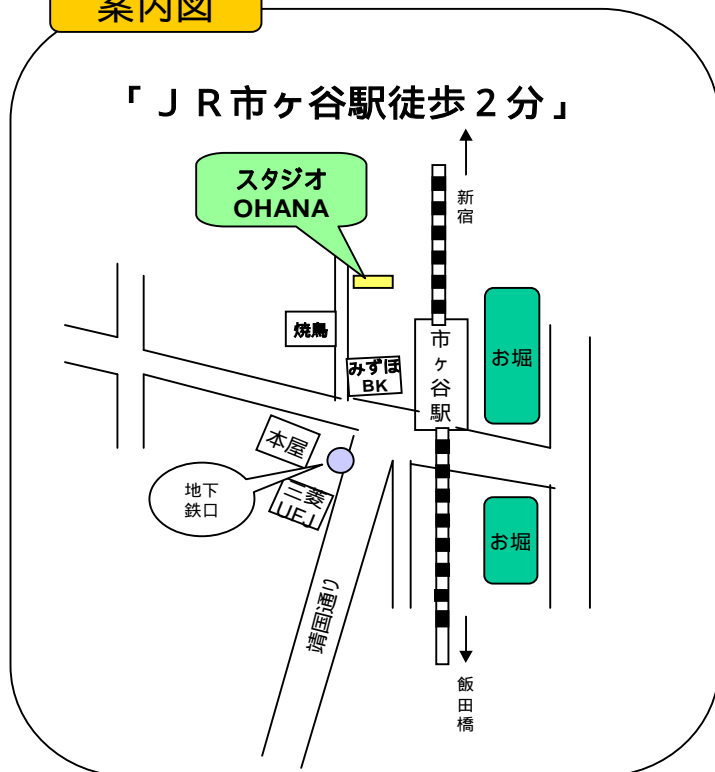 案内図
「ＪＲ市ヶ谷駅徒歩２分」
スタジオ
OHANA
新宿
焼鳥
みずほ
BK
市ヶ谷駅
お堀
本屋
地下
鉄口
三菱
UFJ
お堀
靖国通り
飯田橋